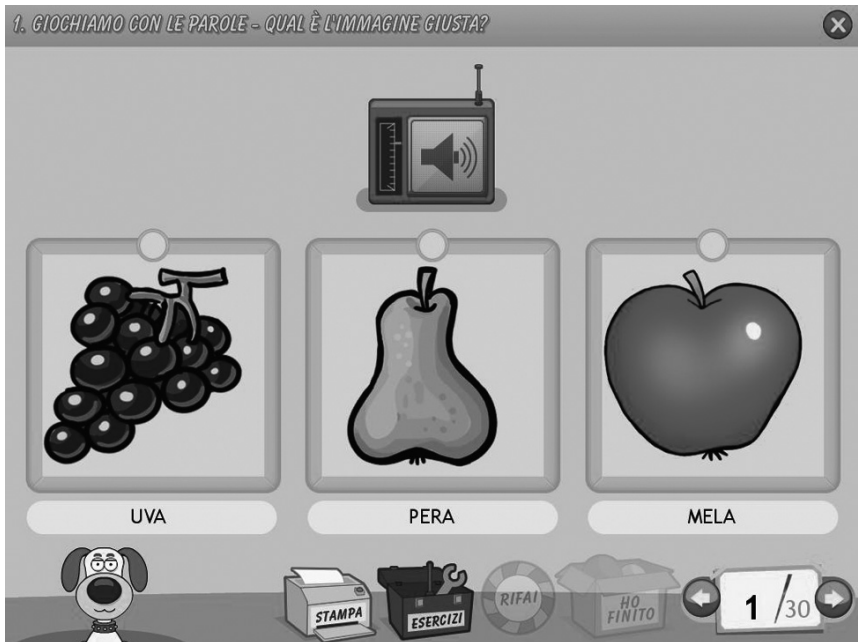 1. GIOCHIAMO CON LE PAROLE - QUAL È L'IMMAGINE GIUSTA?
UVA
PERA
MELA
STAMPA
ESERCIZI
RIFAI
HO
FINITO
1/30